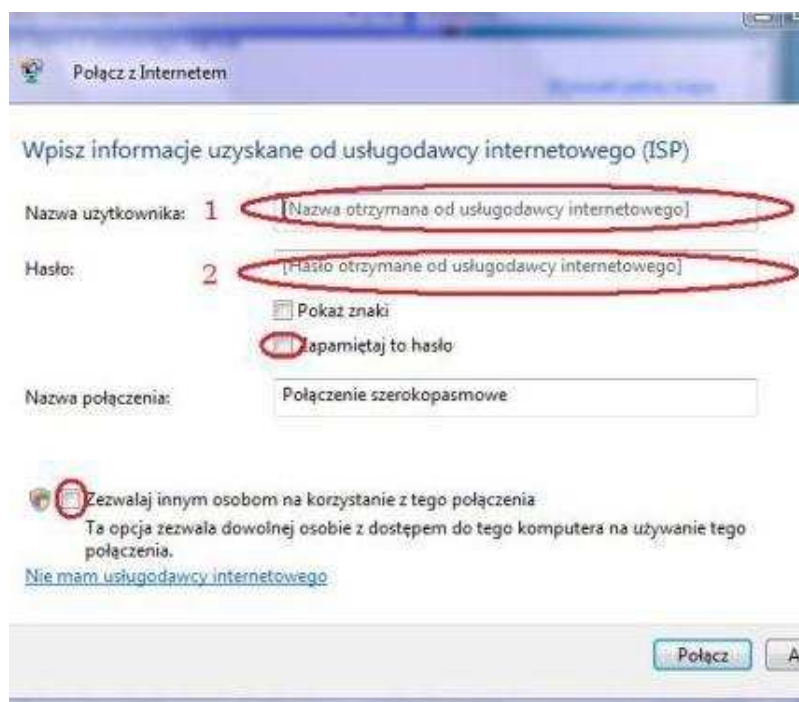 Połącz z Internetem
Wpisz informacje uzyskane od usługodawcy internetowego (ISP)
Nazwa użytkownika: 1 [Nazwa otrzymana od usługodawcy internetowego]
Hasło: 2 [Hasło otrzymane od usługodawcy internetowego]
Pokaż znaki
Zapamiętaj to hasło
Nazwa połączenia: Połączenie szerokopasmowe
Zezwalaj innym osobom na korzystanie z tego połączenia
Ta opcja zezwala dowolnej osobie z dostępem do tego komputera na używanie tego
połączenia.
Nie mam usługodawcy internetowego
Połącz A